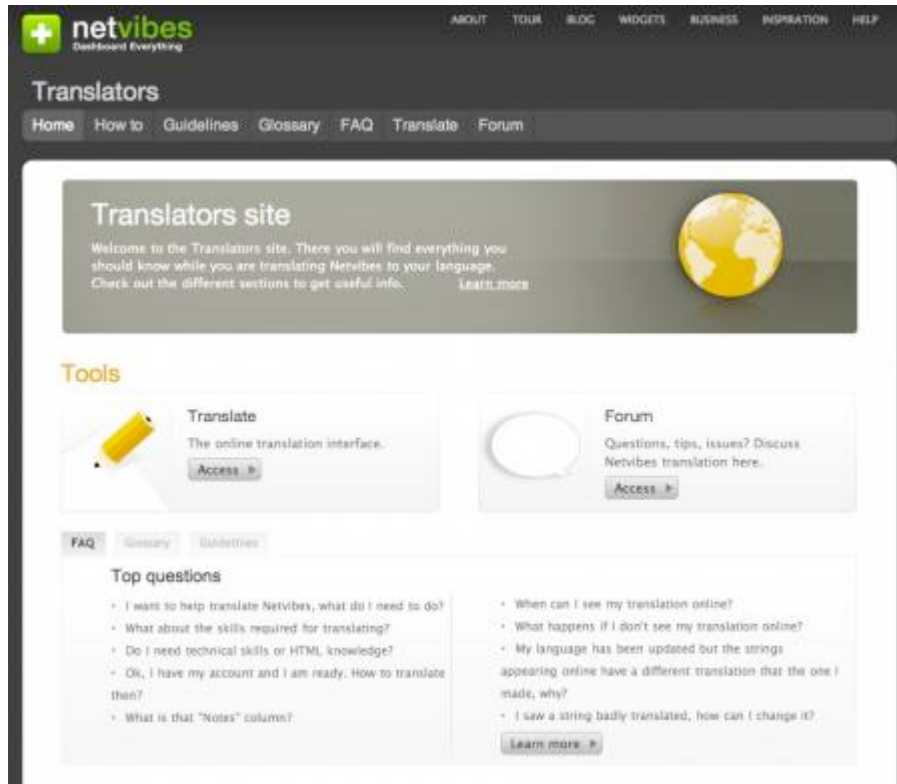 netvibes
Dashboard Everything
ABOUT TOUR BLOG WIDGETS BUSINESS INSPIRATION HELP
Translators
Home How to Guidelines Glossary FAQ Translate Forum
Translators site
Welcome to the Translators site. There you will find everything you
should know while you are translating Netvibes to your language.
Check out the different sections to get useful info. Learn more
Tools
Translate
The online translation interface.
Access
Forum
Questions, tips, issues? Discuss
Netvibes translation here.
Access
FAQ Glossary Guidelines
Top questions
• I want to help translate Netvibes, what do I need to do?
• What about the skills required for translating?
• Do I need technical skills or HTML knowledge?
• Ok, I have my account and I am ready. How to translate
then?
• What is that "Notes" column?
• When can I see my translation online?
• What happens if I don't see my translation online?
• My language has been updated but the strings
appearing online have a different translation that the one I
made, why?
• I saw a string badly translated, how can I change it?
Learn more